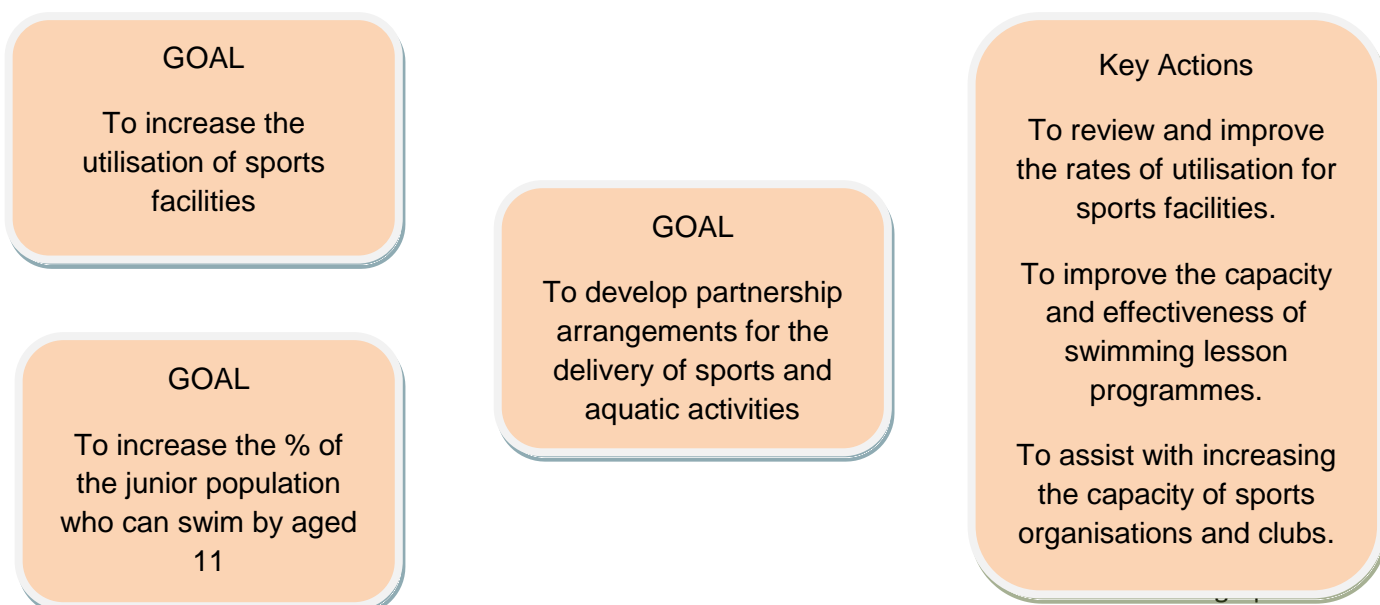 GOAL
To increase the
utilisation of sports
facilities
GOAL
To increase the % of
the junior population
who can swim by aged
11
GOAL
To develop partnership
arrangements for the
delivery of sports and
aquatic activities
Key Actions
To review and improve
the rates of utilisation for
sports facilities.
To improve the capacity
and effectiveness of
swimming lesson
programmes.
To assist with increasing
the capacity of sports
organisations and clubs.